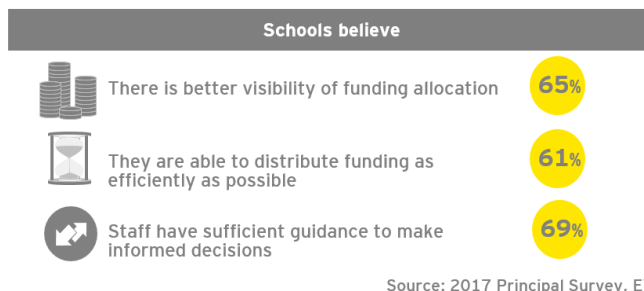 Schools believe
There is better visibility of funding allocation
65%
They are able to distribute funding as
efficiently as possible
61%
Staff have sufficient guidance to make
informed decisions
69%
Source: 2017 Principal Survey,